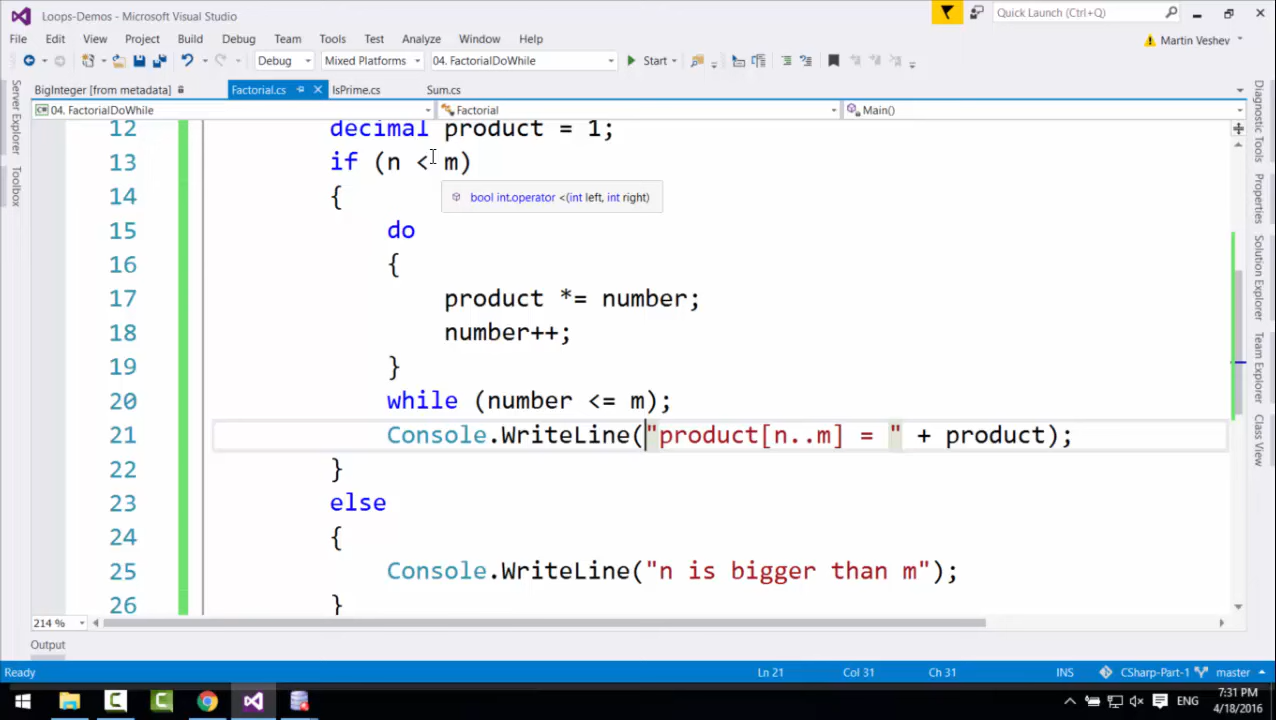 Loops-Demos - Microsoft Visual Studio
Quick Launch (Ctrl+Q)
File Edit View Project Build Debug Team Tools Test Analyze Window Help
Martin Veshev
Debug Mixed Platforms 04. FactorialDoWhile Start
BigInteger [from metadata] Factorial.cs IsPrime.cs Sum.cs
04. FactorialDoWhile Factorial Main()
12 decimal product = 1;
13 if (n < m)
14 {
bool int.operator <(int left, int right)
15 do
16 {
17 product *= number;
18 number++;
19 }
20 while (number <= m);
21 Console.WriteLine("product[n..m] = " + product);
22 }
23 else
24 {
25 Console.WriteLine("n is bigger than m");
26 }
214 %
Output
Ready Ln 21 Col 31 Ch 31 INS CSharp-Part-1 master
ENG
7:31 PM
4/18/2016
Server Explorer
Toolbox
Diagnostic Tools
Properties
Solution Explorer
Team Explorer
Class View